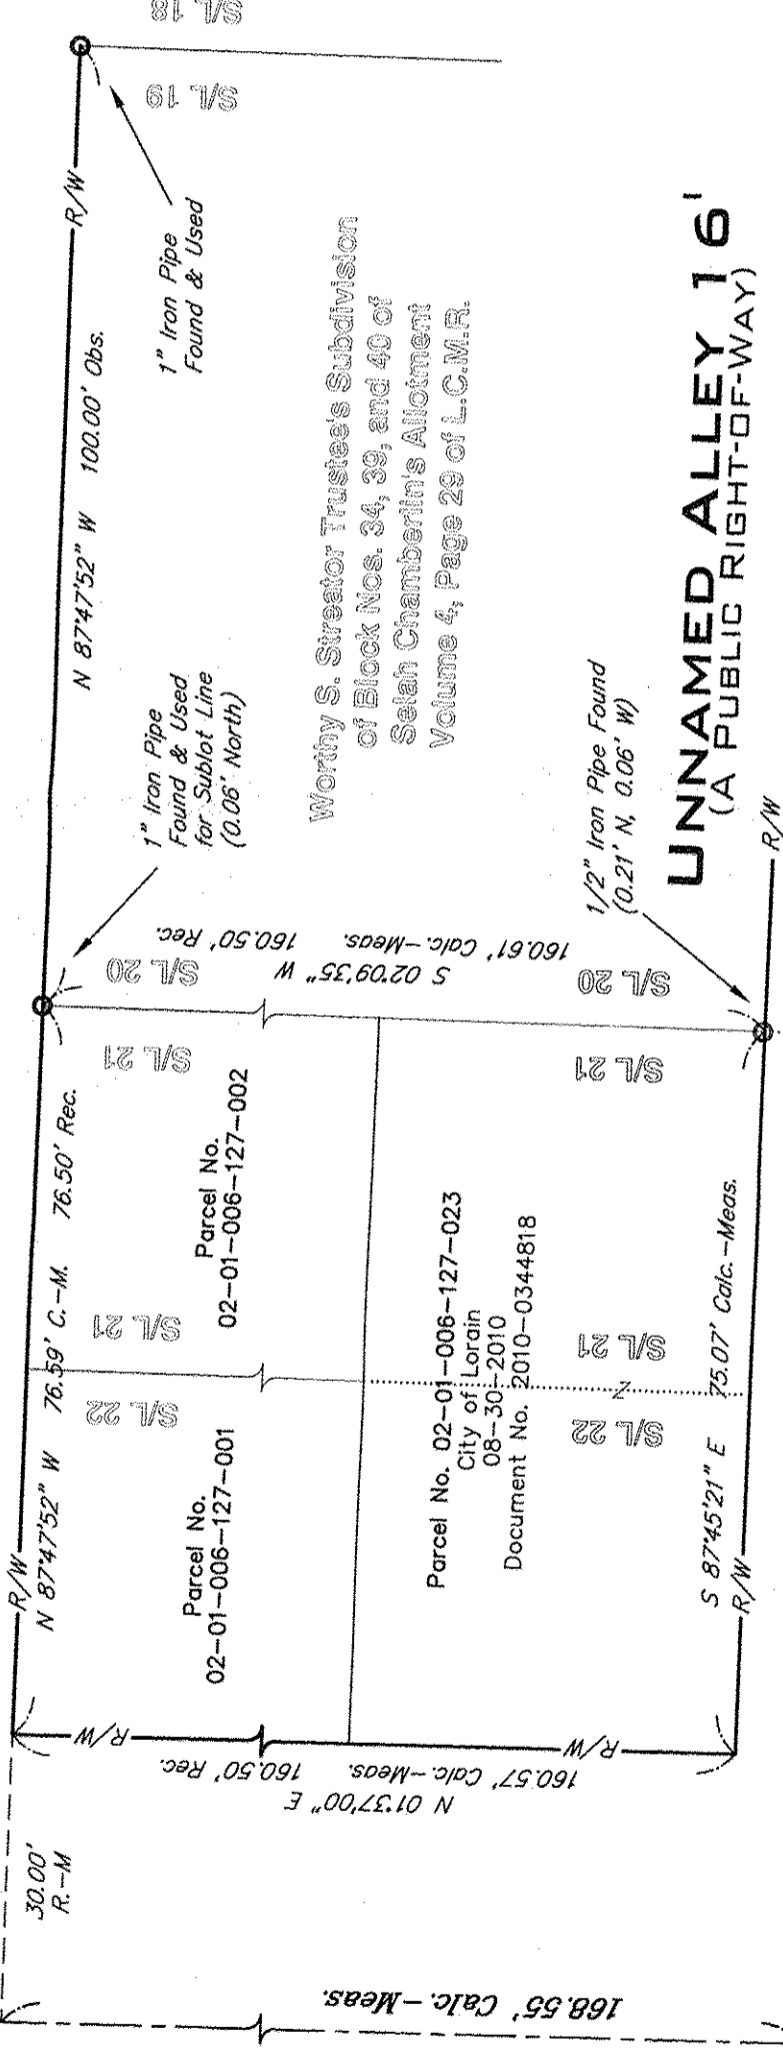 S/L 18
S/L 19
R/W
1" Iron Pipe
Found & Used
N 87°47'52" W 100.00' Obs.
1" Iron Pipe
Found & Used
for Sublot Line
(0.06' North)
Worthy S. Streator Trustee's Subdivision
of Block Nos. 34, 39, and 40 of
Selah Chamberlin's Allotment
Volume 4, Page 29 of L.C.M.R.
1/2" Iron Pipe Found
(0.21' N, 0.06' W)
UNNAMED ALLEY 16'
(A PUBLIC RIGHT-OF-WAY)
R/W
S 02°09'35" W
160.61' Calc.-Meas. 160.50' Rec.
S/L 20
S/L 20
S/L 21
S/L 21
R/W
N 87°47'52" W 76.59' C.-M. 76.50' Rec.
S/L 21
S/L 22
Parcel No.
02-01-006-127-002
Parcel No.
02-01-006-127-001
Parcel No. 02-01-006-127-023
City of Lorain
08-30-2010
Document No. 2010-0344818
S/L 21
S/L 22
Z
S 87°45'21" E 75.07' Calc.-Meas.
R/W
R/W
R/W
N 01°37'00" E
160.57' Calc.-Meas. 160.50' Rec.
30.00'
R.-M
168.55' Calc.-Meas.